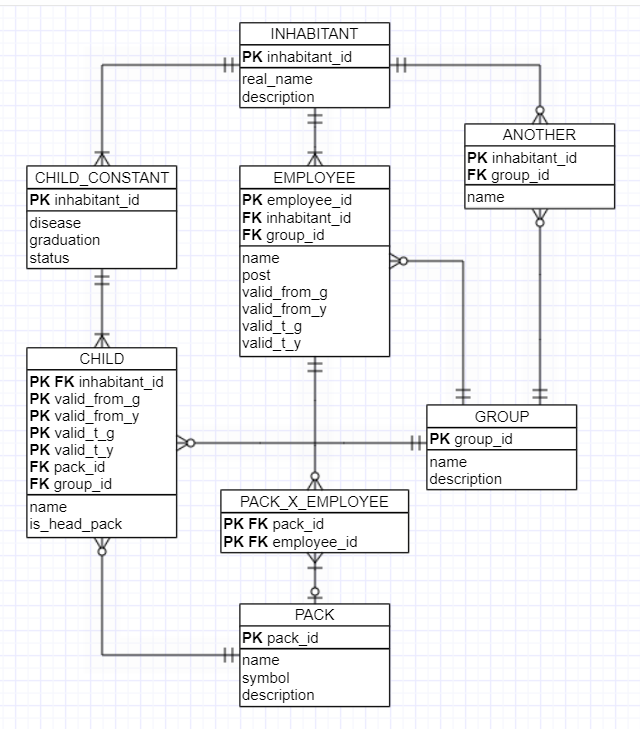 INHABITANT
PK inhabitant_id
real_name
description
ANOTHER
PK inhabitant_id
FK group_id
name
CHILD_CONSTANT
PK inhabitant_id
disease
graduation
status
EMPLOYEE
PK employee_id
FK inhabitant_id
FK group_id
name
post
valid_from_g
valid_from_y
valid_t_g
valid_t_y
CHILD
PK FK inhabitant_id
PK valid_from_g
PK valid_from_y
PK valid_t_g
PK valid_t_y
FK pack_id
FK group_id
name
is_head_pack
GROUP
PK group_id
name
description
PACK_X_EMPLOYEE
PK FK pack_id
PK FK employee_id
PACK
PK pack_id
name
symbol
description